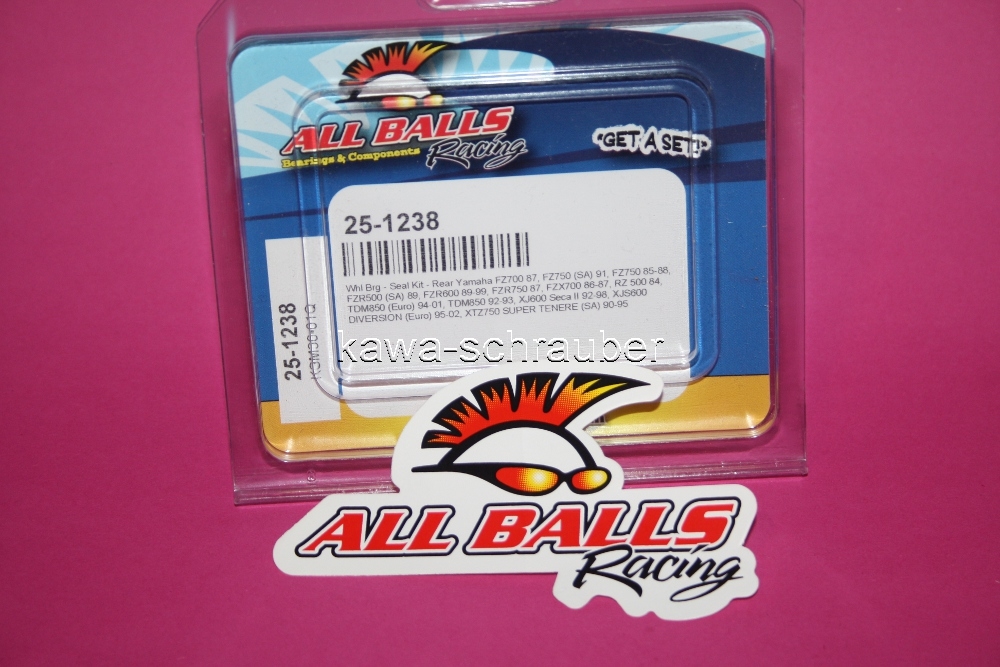 ALL BALLS
Racing
Bearings & Components
"GET A SET!"
25-1238
Whl Brg - Seal Kit - Rear Yamaha FZ700 87, FZ750 (SA) 91, FZ750 85-88,
FZR500 (SA) 89, FZR600 89-99, FZR750 87, FZX700 86-87, RZ 500 84,
TDM850 (Euro) 94-01, TDM850 92-93, XJ600 Seca II 92-98, XJS600
DIVERSION (Euro) 95-02, XTZ750 SUPER TENERE (SA) 90-95
25-1238
kawa-schrauber
ALL BALLS
Racing